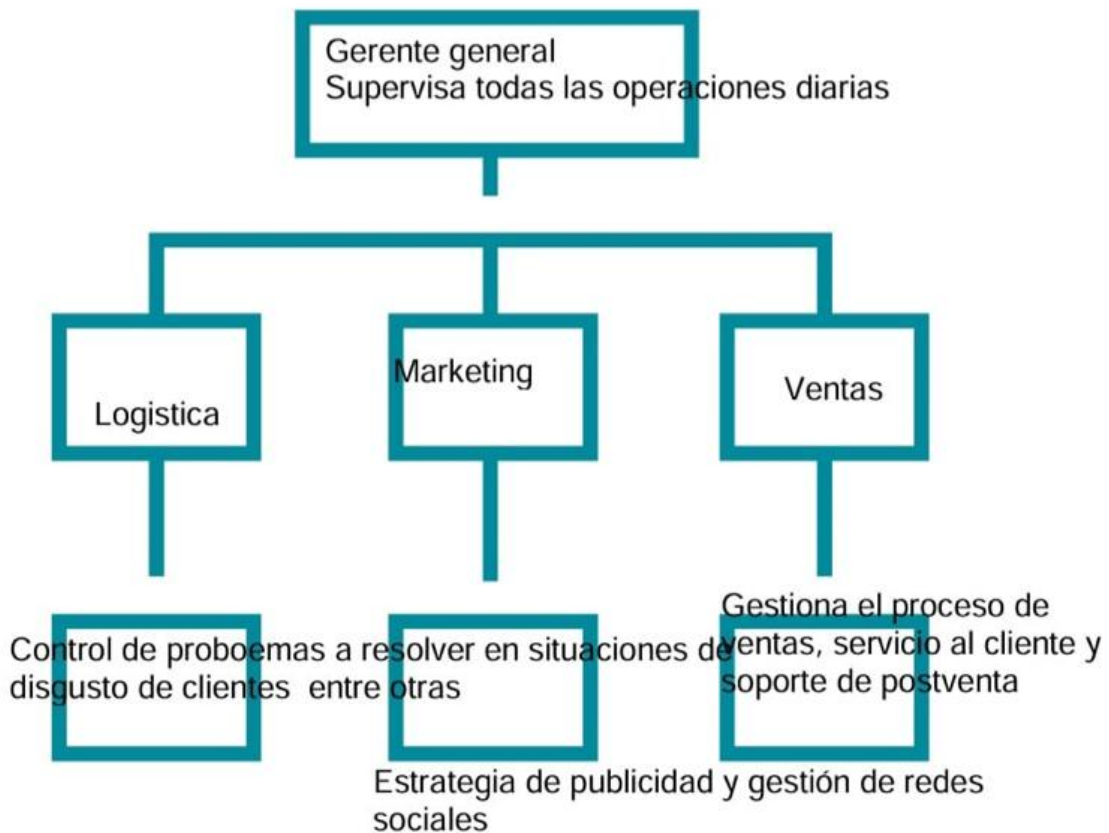 Gerente general
Supervisa todas las operaciones diarias
Logistica
Marketing
Ventas
Control de proboemas a resolver en situaciones de
disgusto de clientes entre otras
Estrategia de publicidad y gestión de redes
sociales
Gestiona el proceso de
ventas, servicio al cliente y
soporte de postventa